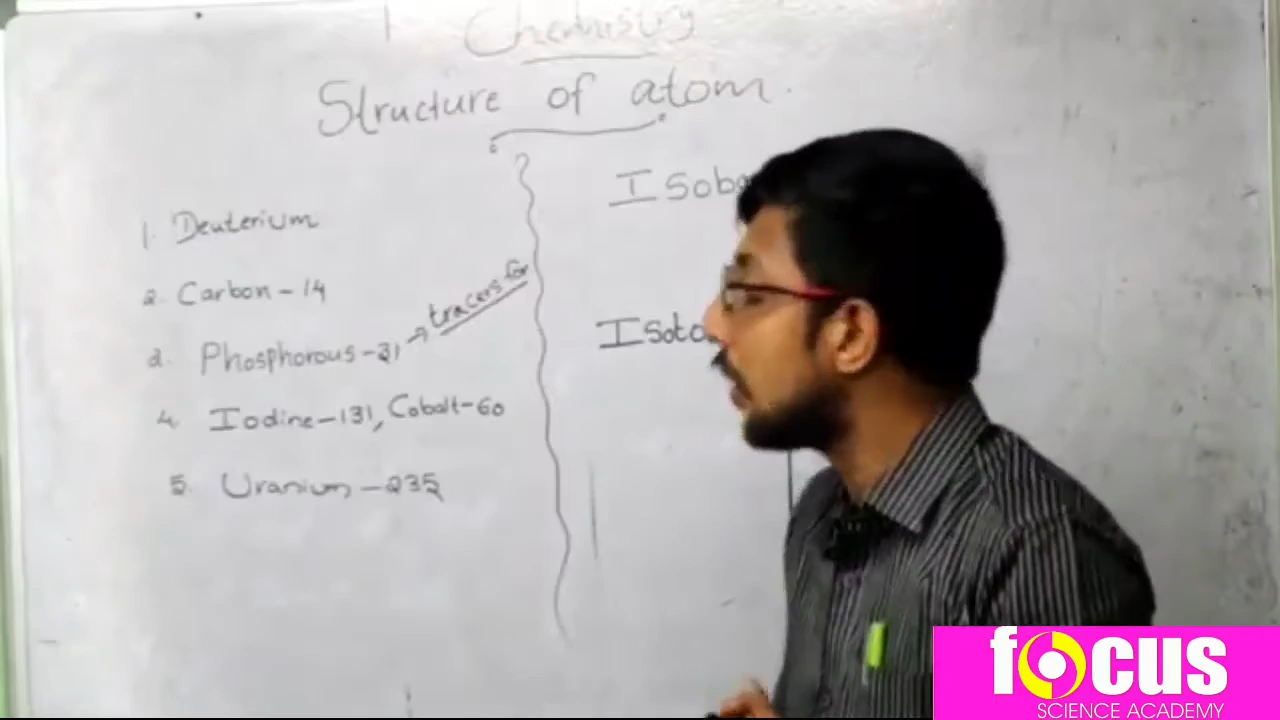 Chemistry
Structure of atom.
1. Deuterium
2. Carbon-14
3. Phosphorous-31 → tracers for
4. Iodine-131, Cobalt-60
5. Uranium-235
Isoba
Isoto
focus
SCIENCE ACADEMY